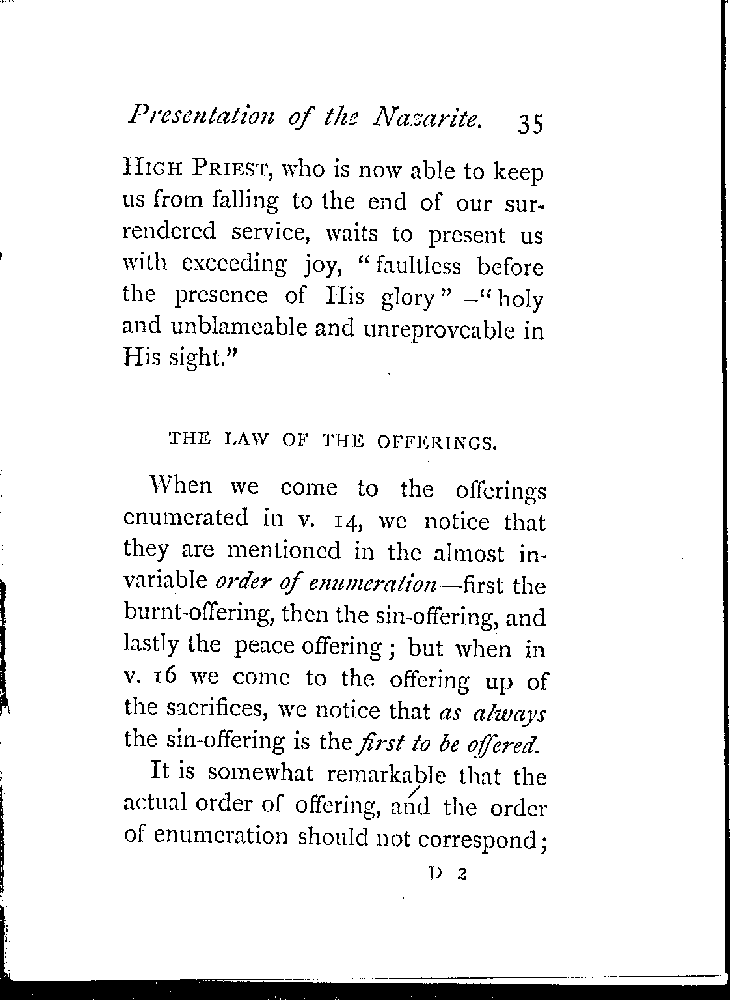 Presentation of the Nazarite. 35
HIGH PRIEST, who is now able to keep
us from falling to the end of our sur-
rendered service, waits to present us
with exceeding joy, “faultless before
the presence of His glory” –“holy
and unblameable and unreproveable in
His sight.”
THE LAW OF THE OFFERINGS.
When we come to the offerings
enumerated in v. 14, we notice that
they are mentioned in the almost in-
variable order of enumeration—first the
burnt-offering, then the sin-offering, and
lastly the peace offering; but when in
v. 16 we come to the offering up of
the sacrifices, we notice that as always
the sin-offering is the first to be offered.
It is somewhat remarkable that the
actual order of offering, and the order
of enumeration should not correspond;
D 2